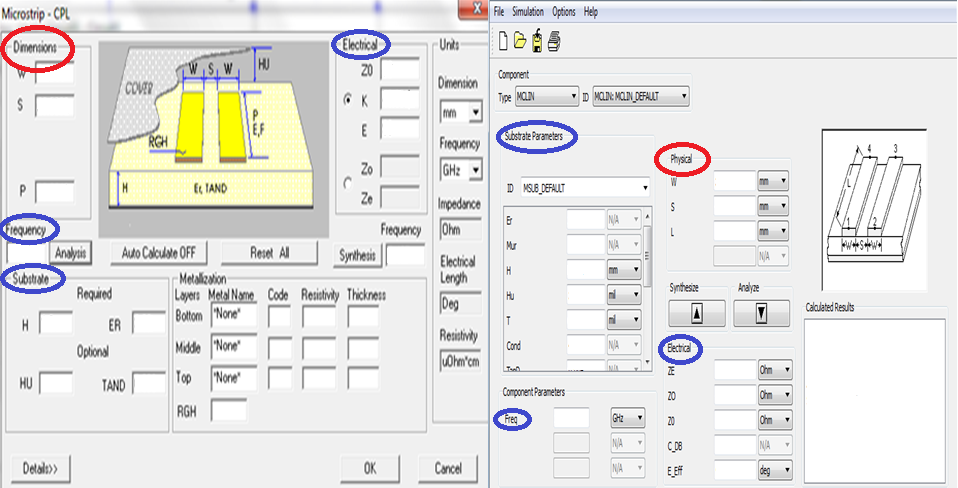 Microstrip - CPL
Dimensions
W
S
P
COVER
W S W
HU
P
E,F
RGH
H
Er, TAND
Electrical
Z0
K
E
Zo
Ze
Units
Dimension
mm
Frequency
GHz
Impedance
Ohm
Electrical
Length
Deg
Resistivity
uOhm*cm
Frequency
Analysis
Auto Calculate OFF
Reset All
Synthesis
Frequency
Substrate
Required
H
ER
Optional
HU
TAND
Metallization
Layers Metal Name Code Resistivity Thickness
Bottom *None*
Middle *None*
Top *None*
RGH
Details>>
OK
Cancel
File Simulation Options Help
Component
Type MCLIN ID MCLIN: MCLIN_DEFAULT
Substrate Parameters
ID MSUB_DEFAULT
Er N/A
Mur N/A
H mm
Hu mil
T mil
Cond N/A
Component Parameters
Freq GHz
N/A
N/A
Physical
W mm
S mm
L mm
N/A
Synthesize Analyze
Electrical
ZE Ohm
ZO Ohm
Z0 Ohm
C_DB N/A
E_Eff deg
4 3
L
1 2
W S W
Calculated Results